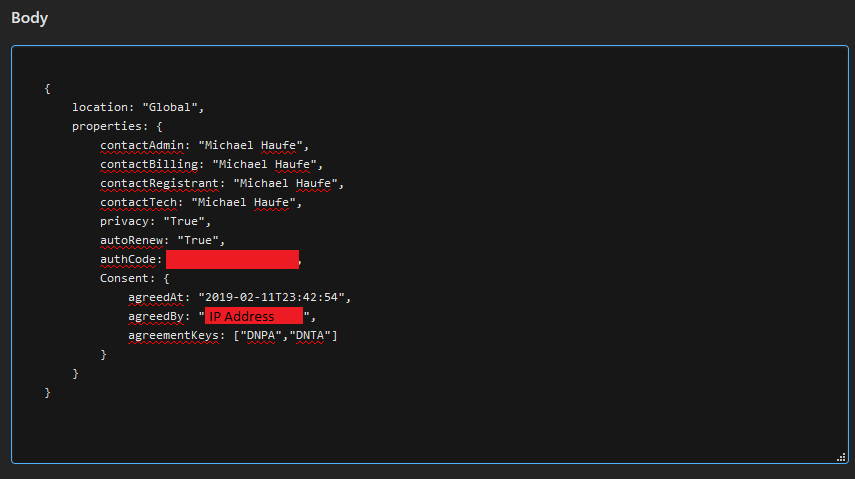 Body
{
location: "Global",
properties: {
contactAdmin: "Michael Haufe",
contactBilling: "Michael Haufe",
contactRegistrant: "Michael Haufe",
contactTech: "Michael Haufe",
privacy: "True",
autoRenew: "True",
authCode: ,
Consent: {
agreedAt: "2019-02-11T23:42:54",
agreedBy: "IP Address",
agreementKeys: ["DNPA","DNTA"]
}
}
}